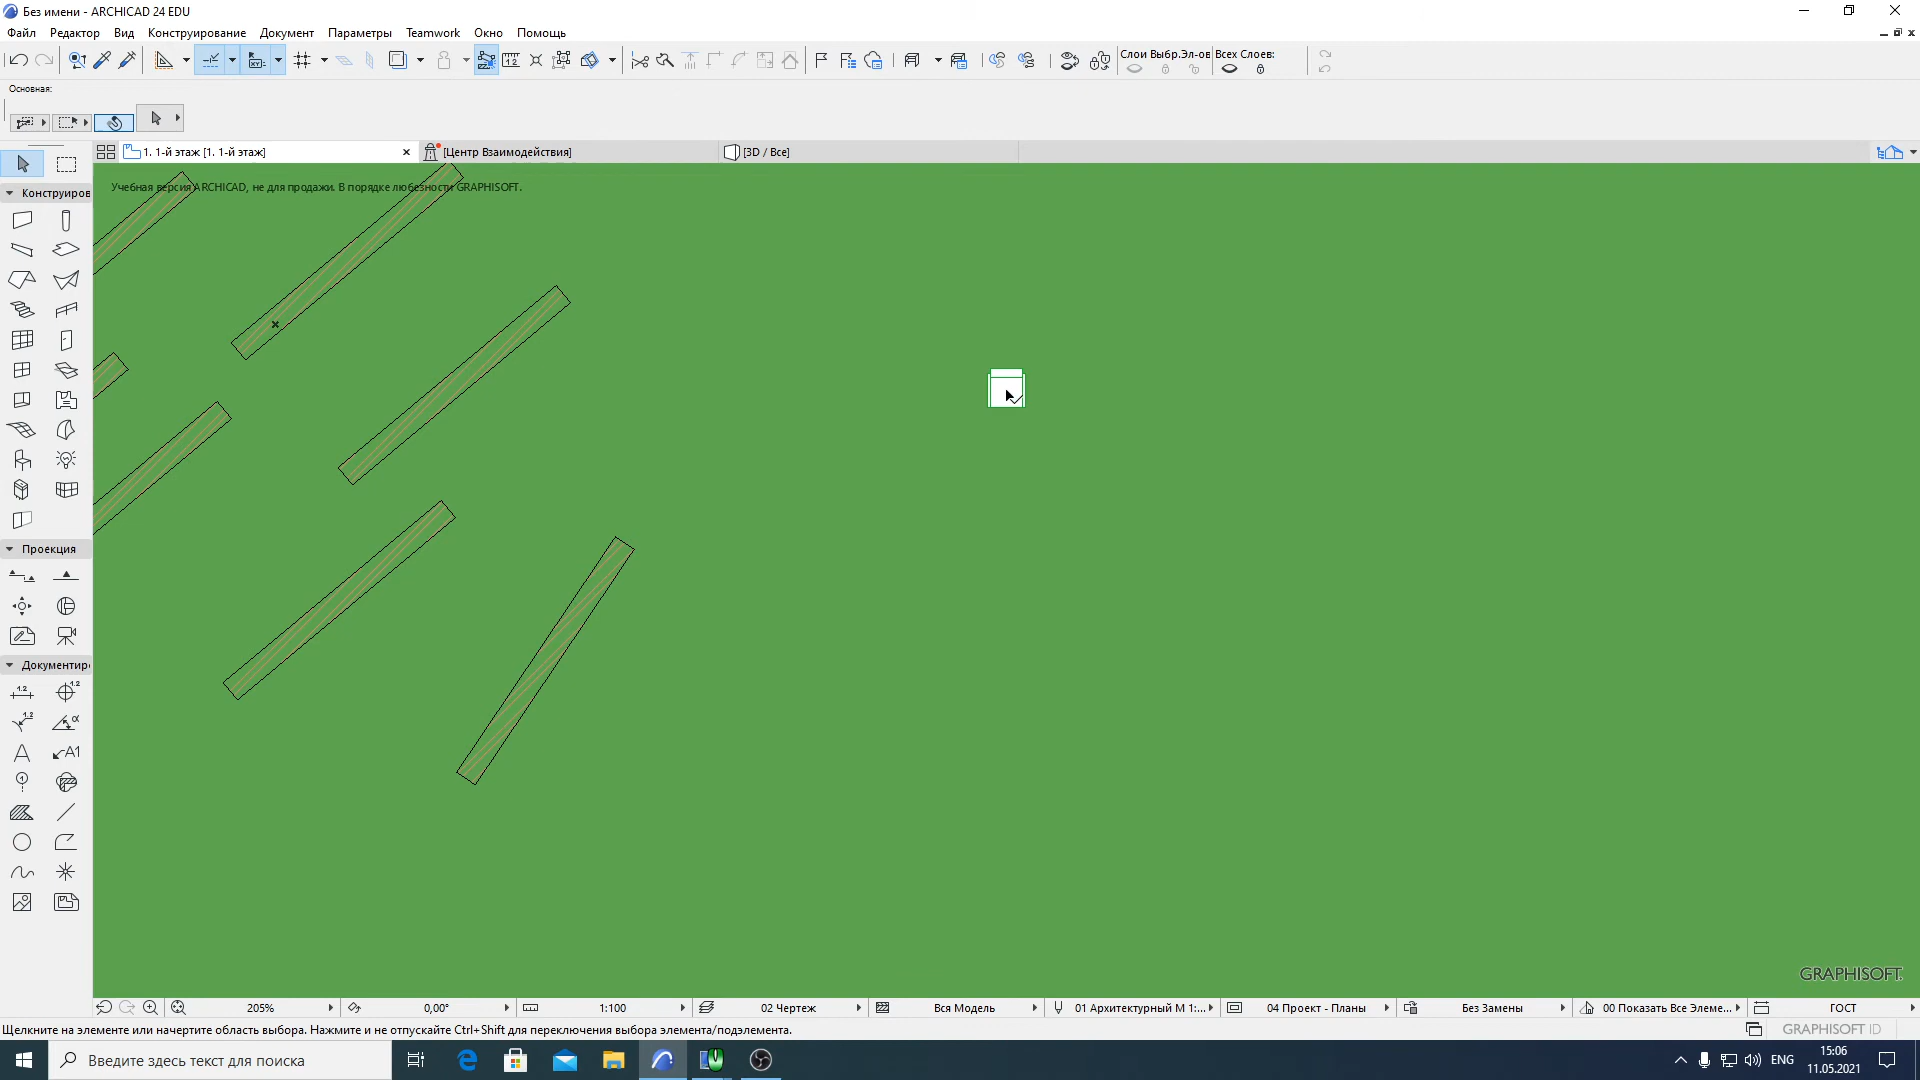 Без имени - ARCHICAD 24 EDU
Файл Редактор Вид Конструирование Документ Параметры Teamwork Окно Помощь
Слои Выбр.Эл-ов Всех Слоев:
Основная:
1. 1-й этаж [1. 1-й этаж] [Центр Взаимодействия] [3D / Все]
Учебная версия ARCHICAD, не для продажи. В порядке любезности GRAPHISOFT.
Конструиров
Проекция
Документир
GRAPHISOFT.
205% 0,00° 1:100 02 Чертеж Вся Модель 01 Архитектурный М 1:... 04 Проект - Планы Без Замены 00 Показать Все Элеме... ГОСТ
Щелкните на элементе или начертите область выбора. Нажмите и не отпускайте Ctrl+Shift для переключения выбора элемента/подэлемента.
GRAPHISOFT ID
Введите здесь текст для поиска
ENG
15:06
11.05.2021